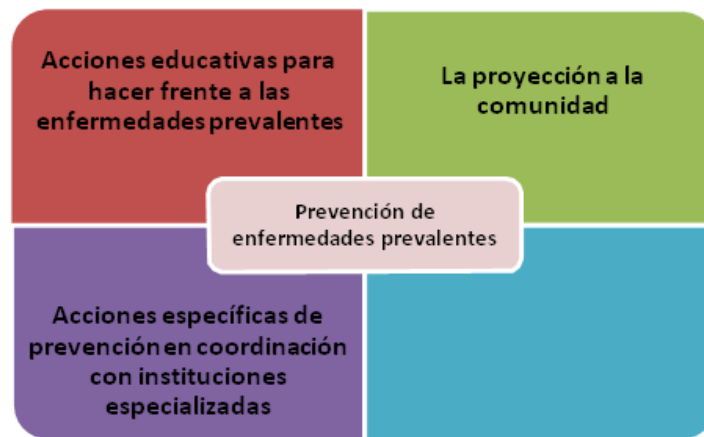 Acciones educativas para
hacer frente a las
enfermedades prevalentes
La proyección a la
comunidad
Prevención de
enfermedades prevalentes
Acciones específicas de
prevención en coordinación
con instituciones
especializadas